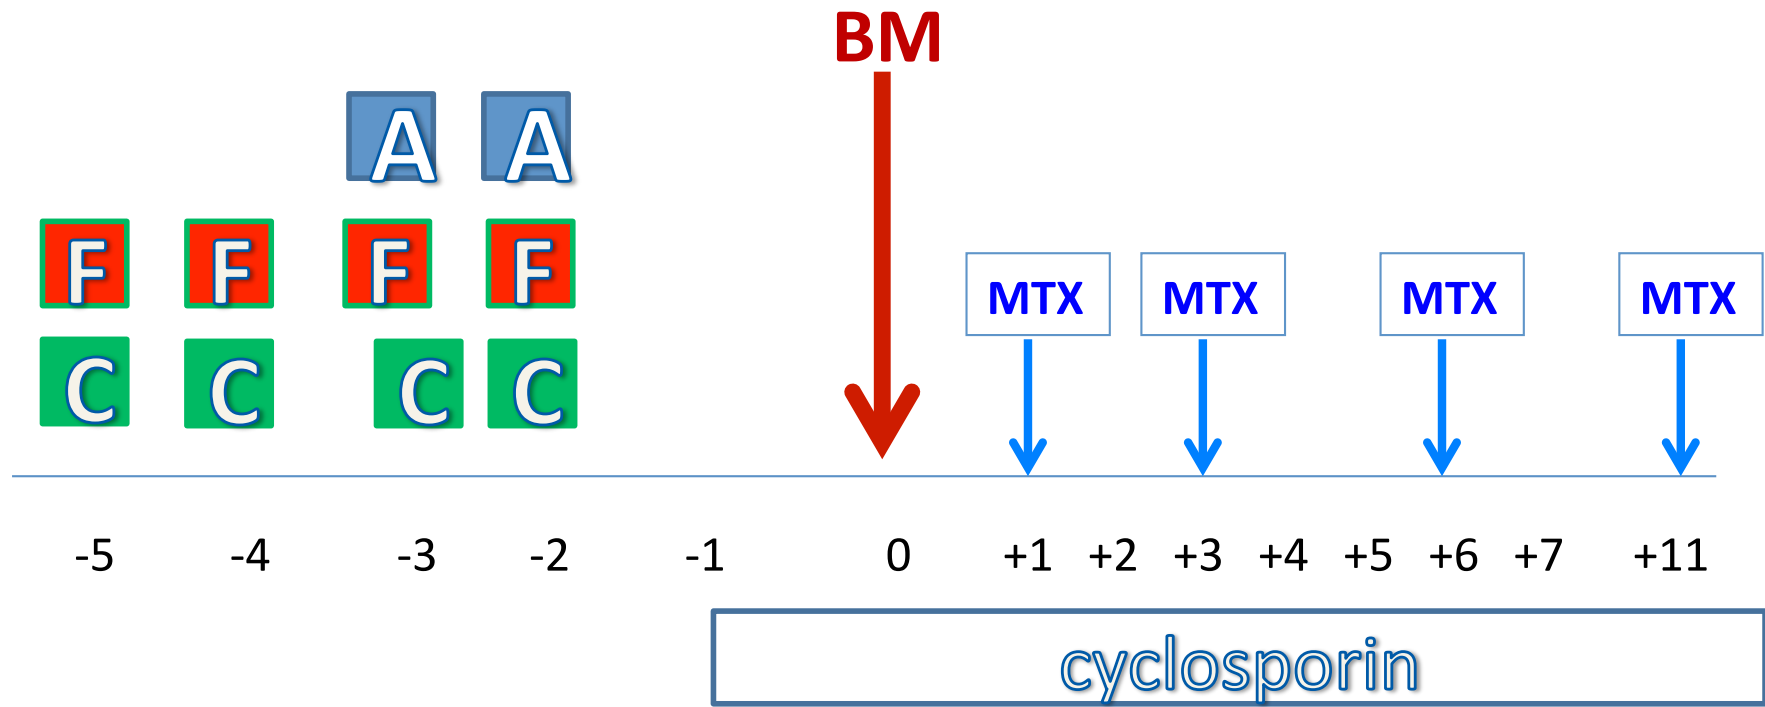 BM
A A
F F F F
MTX MTX MTX MTX
C C C C
-5 -4 -3 -2 -1 0 +1 +2 +3 +4 +5 +6 +7 +11
cyclosporin